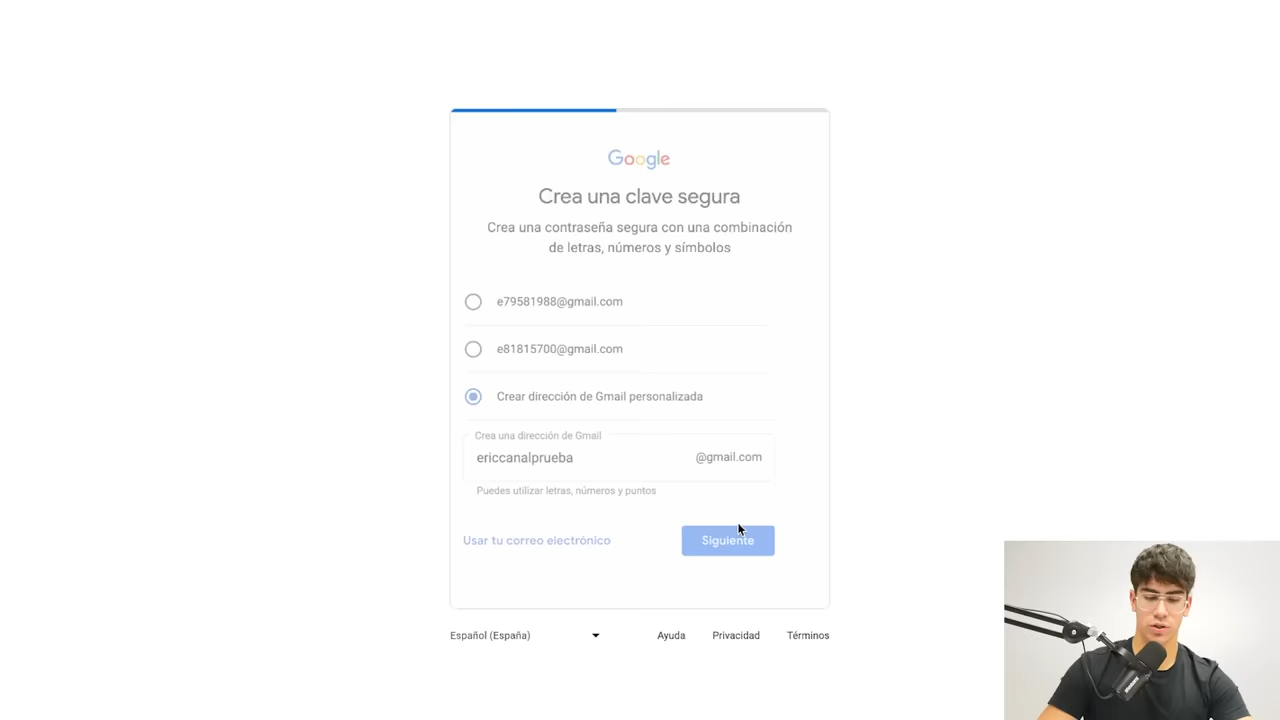 Google
Crea una clave segura
Crea una contraseña segura con una combinación
de letras, números y símbolos
e79581988@gmail.com
e81815700@gmail.com
Crear dirección de Gmail personalizada
Crea una dirección de Gmail
ericcanalprueba @gmail.com
Puedes utilizar letras, números y puntos
Usar tu correo electrónico Siguiente
Español (España) Ayuda Privacidad Términos